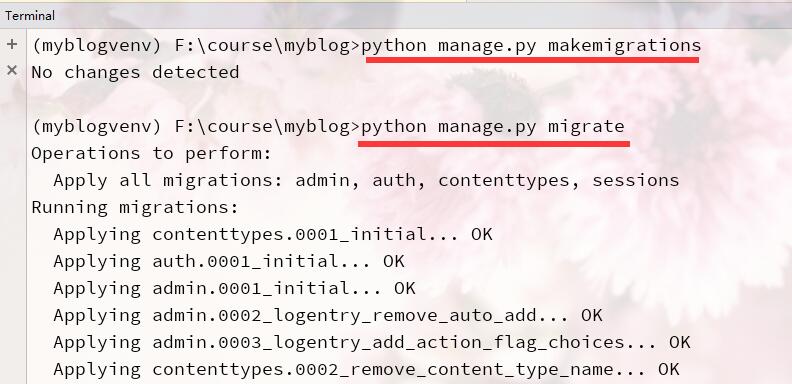 Terminal
(myblogvenv) F:\course\myblog>python manage.py makemigrations
No changes detected
(myblogvenv) F:\course\myblog>python manage.py migrate
Operations to perform:
  Apply all migrations: admin, auth, contenttypes, sessions
Running migrations:
  Applying contenttypes.0001_initial... OK
  Applying auth.0001_initial... OK
  Applying admin.0001_initial... OK
  Applying admin.0002_logentry_remove_auto_add... OK
  Applying admin.0003_logentry_add_action_flag_choices... OK
  Applying contenttypes.0002_remove_content_type_name... OK